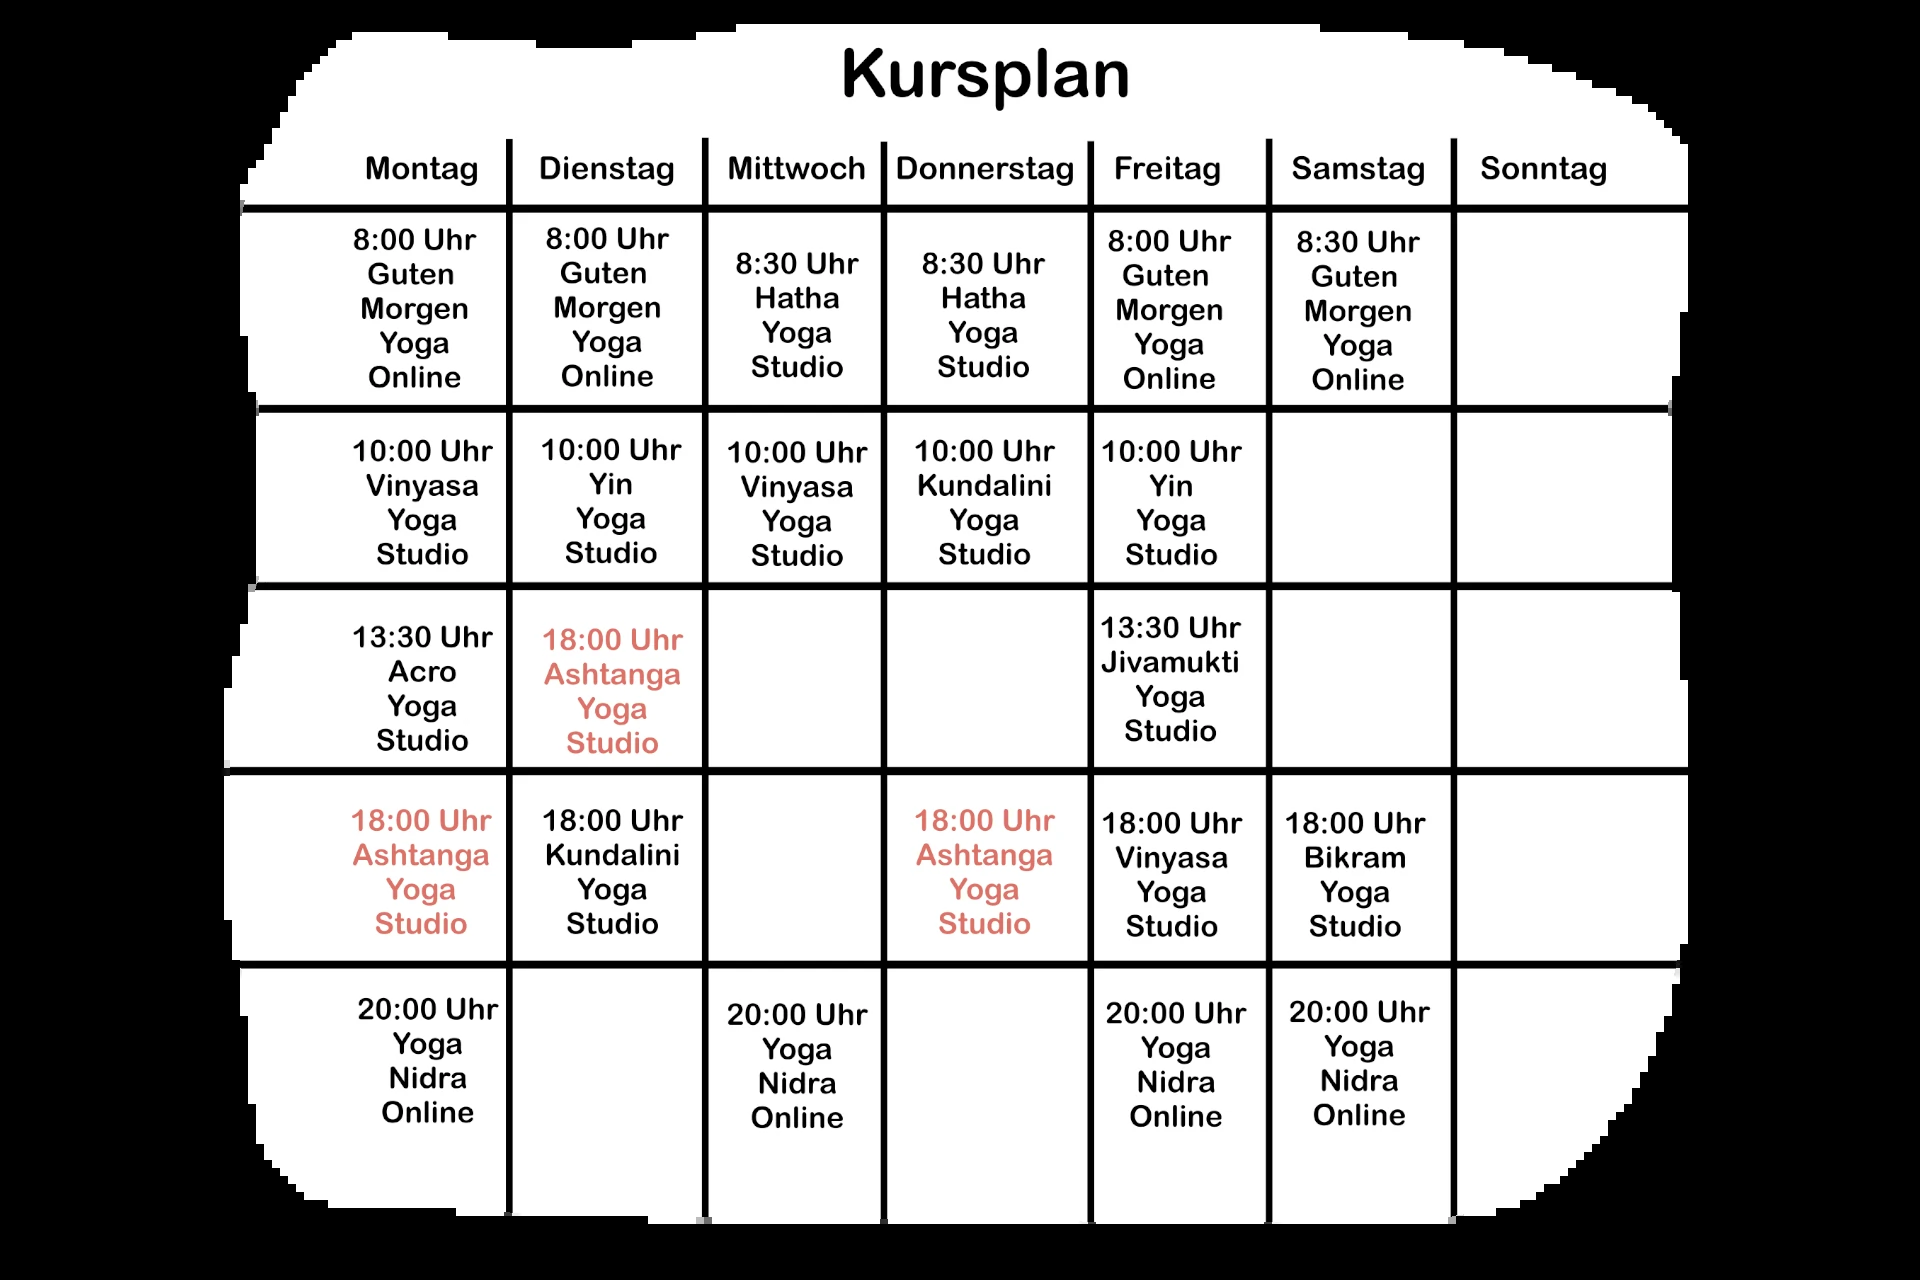 Kursplan
Montag Dienstag Mittwoch Donnerstag Freitag Samstag Sonntag
8:00 Uhr
Guten
Morgen
Yoga
Online
8:00 Uhr
Guten
Morgen
Yoga
Online
8:30 Uhr
Hatha
Yoga
Studio
8:30 Uhr
Hatha
Yoga
Studio
8:00 Uhr
Guten
Morgen
Yoga
Online
8:30 Uhr
Guten
Morgen
Yoga
Online
10:00 Uhr
Vinyasa
Yoga
Studio
10:00 Uhr
Yin
Yoga
Studio
10:00 Uhr
Vinyasa
Yoga
Studio
10:00 Uhr
Kundalini
Yoga
Studio
10:00 Uhr
Yin
Yoga
Studio
13:30 Uhr
Acro
Yoga
Studio
18:00 Uhr
Ashtanga
Yoga
Studio
13:30 Uhr
Jivamukti
Yoga
Studio
18:00 Uhr
Ashtanga
Yoga
Studio
18:00 Uhr
Kundalini
Yoga
Studio
18:00 Uhr
Ashtanga
Yoga
Studio
18:00 Uhr
Vinyasa
Yoga
Studio
18:00 Uhr
Bikram
Yoga
Studio
20:00 Uhr
Yoga
Nidra
Online
20:00 Uhr
Yoga
Nidra
Online
20:00 Uhr
Yoga
Nidra
Online
20:00 Uhr
Yoga
Nidra
Online